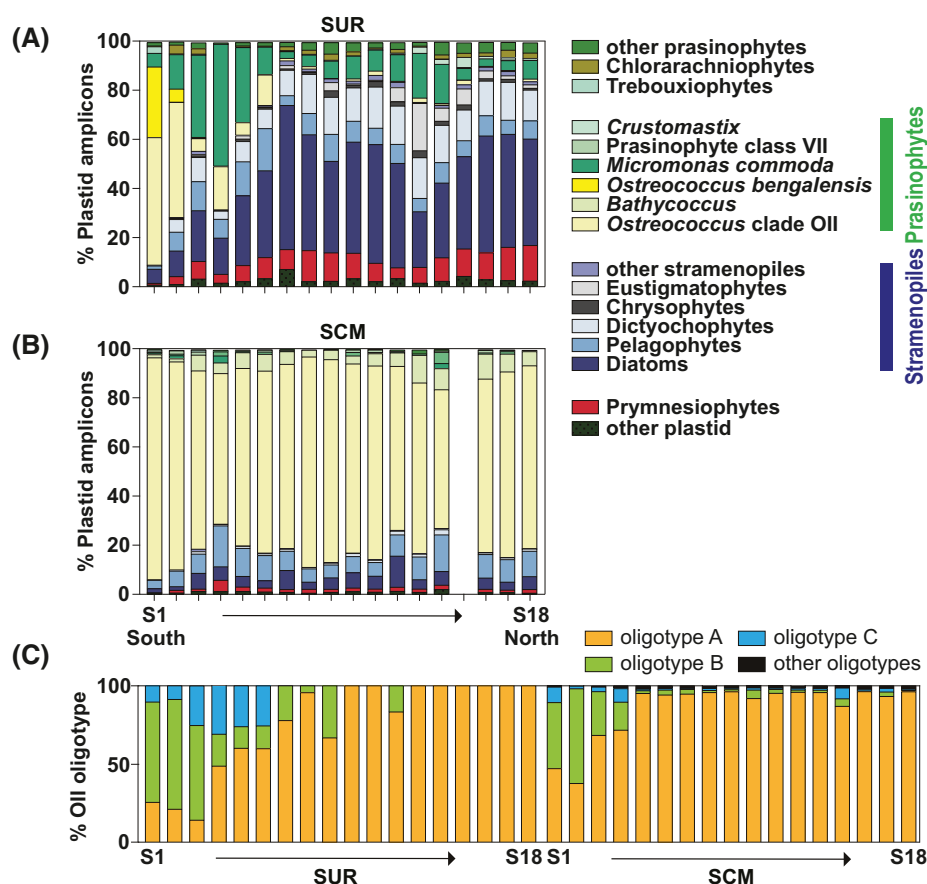 (A)
SUR
% Plastid amplicons
100
80
60
40
20
0
other prasinophytes
Chlorarachniophytes
Trebouxiophytes
Crustomastix
Prasinophyte class VII
Micromonas commoda
Ostreococcus bengalensis
Bathycoccus
Ostreococcus clade OII
Prasinophytes
other stramenopiles
Eustigmatophytes
Chrysophytes
Dictyochophytes
Pelagophytes
Diatoms
Stramenopiles
Prymnesiophytes
other plastid
(B)
SCM
% Plastid amplicons
100
80
60
40
20
0
S1
South
S18
North
(C)
oligotype A
oligotype C
oligotype B
other oligotypes
% OII oligotype
100
50
0
S1
SUR
S18
S1
SCM
S18